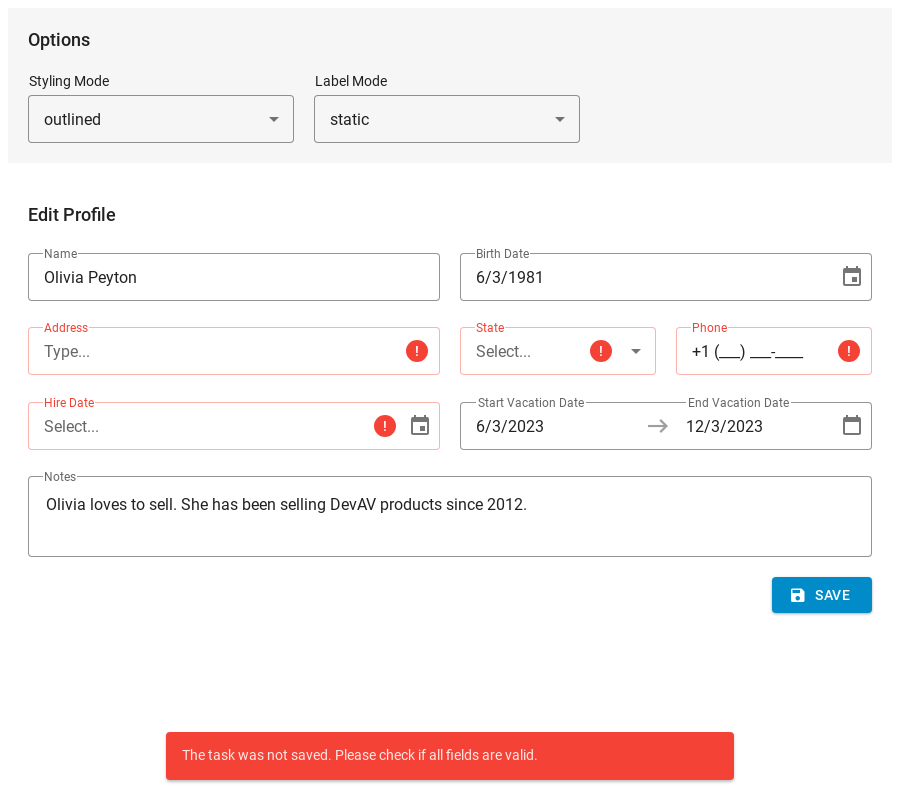 Options
Styling Mode Label Mode
outlined static
Edit Profile
Name Birth Date
Olivia Peyton 6/3/1981
Address State Phone
Type... ! Select... ! +1 (___) ___-____ !
Hire Date Start Vacation Date End Vacation Date
Select... ! 6/3/2023 12/3/2023
Notes
Olivia loves to sell. She has been selling DevAV products since 2012.
SAVE
The task was not saved. Please check if all fields are valid.